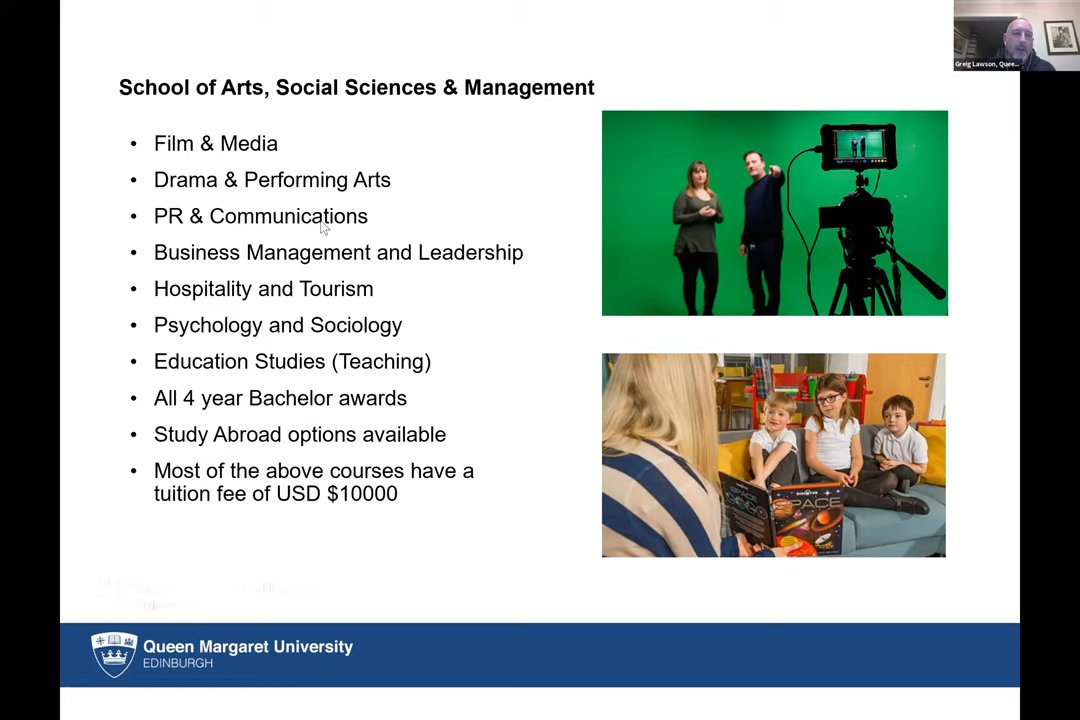 Greig Lawson, Quee...
School of Arts, Social Sciences & Management
• Film & Media
• Drama & Performing Arts
• PR & Communications
• Business Management and Leadership
• Hospitality and Tourism
• Psychology and Sociology
• Education Studies (Teaching)
• All 4 year Bachelor awards
• Study Abroad options available
• Most of the above courses have a
tuition fee of USD $10000
SPACE
Queen Margaret University
EDINBURGH